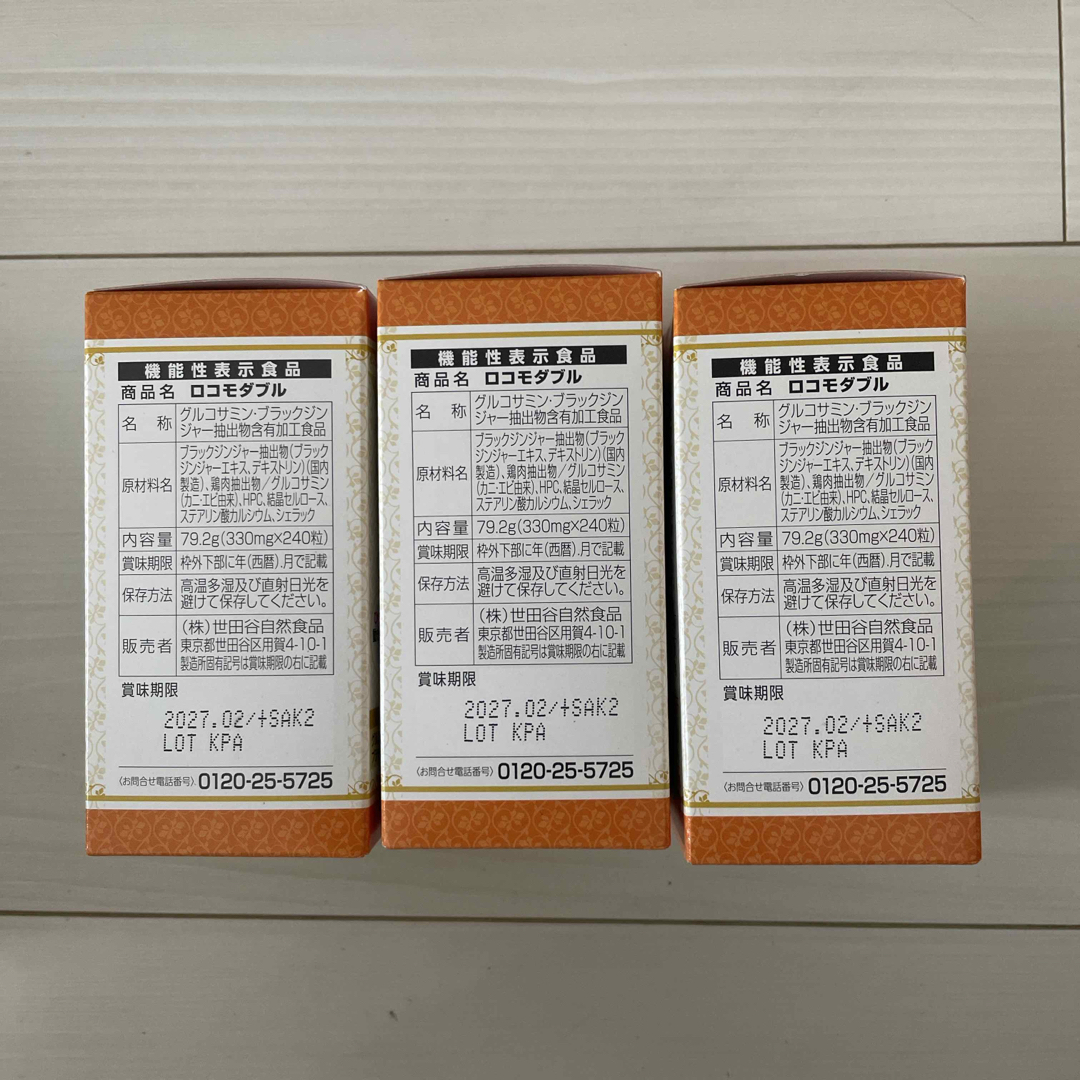 機能性表示食品
商品名 ロコモダブル
名 称 グルコサミン・ブラックジン
ジャー抽出物含有加工食品
原材料名 ブラックジンジャー抽出物(ブラック
ジンジャーエキス、デキストリン)(国内
製造)、鶏肉抽出物/グルコサミン
(カニ・エビ由来)、HPC、結晶セルロース、
ステアリン酸カルシウム、シェラック
内容量 79.2g(330mg×240粒)
賞味期限 枠外下部に年(西暦).月で記載
保存方法 高温多湿及び直射日光を
避けて保存してください。
販売者 (株)世田谷自然食品
東京都世田谷区用賀4-10-1
製造所固有記号は賞味期限の右に記載
賞味期限
2027.02/+SAK2
LOT KPA
〈お問合せ電話番号〉0120-25-5725
機能性表示食品
商品名 ロコモダブル
名 称 グルコサミン・ブラックジン
ジャー抽出物含有加工食品
原材料名 ブラックジンジャー抽出物(ブラック
ジンジャーエキス、デキストリン)(国内
製造)、鶏肉抽出物/グルコサミン
(カニ・エビ由来)、HPC、結晶セルロース、
ステアリン酸カルシウム、シェラック
内容量 79.2g(330mg×240粒)
賞味期限 枠外下部に年(西暦).月で記載
保存方法 高温多湿及び直射日光を
避けて保存してください。
販売者 (株)世田谷自然食品
東京都世田谷区用賀4-10-1
製造所固有記号は賞味期限の右に記載
賞味期限
2027.02/+SAK2
LOT KPA
〈お問合せ電話番号〉0120-25-5725
機能性表示食品
商品名 ロコモダブル
名 称 グルコサミン・ブラックジン
ジャー抽出物含有加工食品
原材料名 ブラックジンジャー抽出物(ブラック
ジンジャーエキス、デキストリン)(国内
製造)、鶏肉抽出物/グルコサミン
(カニ・エビ由来)、HPC、結晶セルロース、
ステアリン酸カルシウム、シェラック
内容量 79.2g(330mg×240粒)
賞味期限 枠外下部に年(西暦).月で記載
保存方法 高温多湿及び直射日光を
避けて保存してください。
販売者 (株)世田谷自然食品
東京都世田谷区用賀4-10-1
製造所固有記号は賞味期限の右に記載
賞味期限
2027.02/+SAK2
LOT KPA
〈お問合せ電話番号〉0120-25-5725